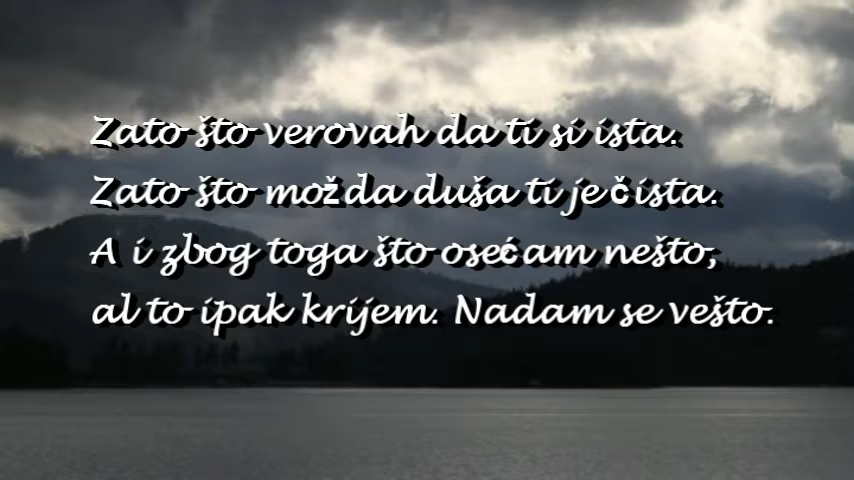 Zato što verovah da ti si ista.
Zato što možda duša ti je čista.
A i zbog toga što osećam nešto,
al to ipak krijem. Nadam se vešto.